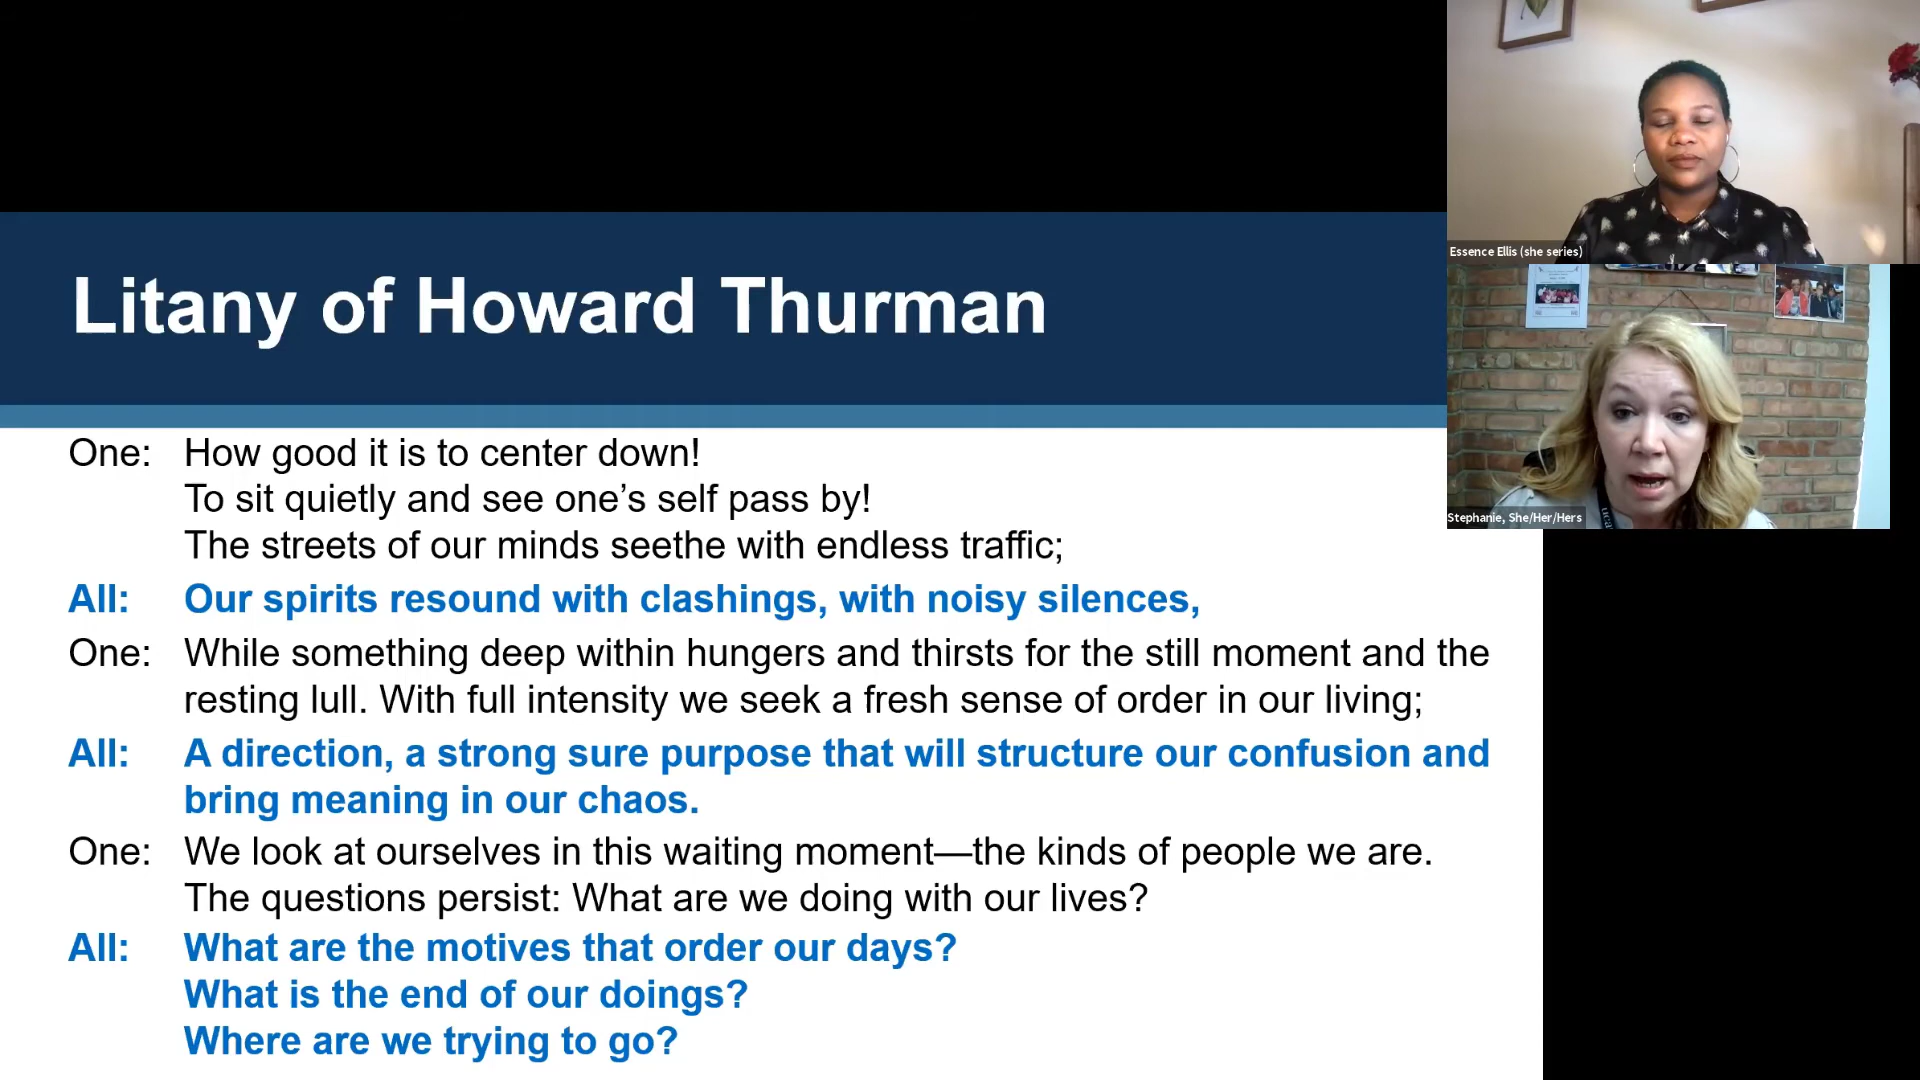 Litany of Howard Thurman
One: How good it is to center down!
To sit quietly and see one’s self pass by!
The streets of our minds seethe with endless traffic;
All: Our spirits resound with clashings, with noisy silences,
One: While something deep within hungers and thirsts for the still moment and the
resting lull. With full intensity we seek a fresh sense of order in our living;
All: A direction, a strong sure purpose that will structure our confusion and
bring meaning in our chaos.
One: We look at ourselves in this waiting moment—the kinds of people we are.
The questions persist: What are we doing with our lives?
All: What are the motives that order our days?
What is the end of our doings?
Where are we trying to go?
Essence Ellis (she series)
Stephanie, She/Her/Hers